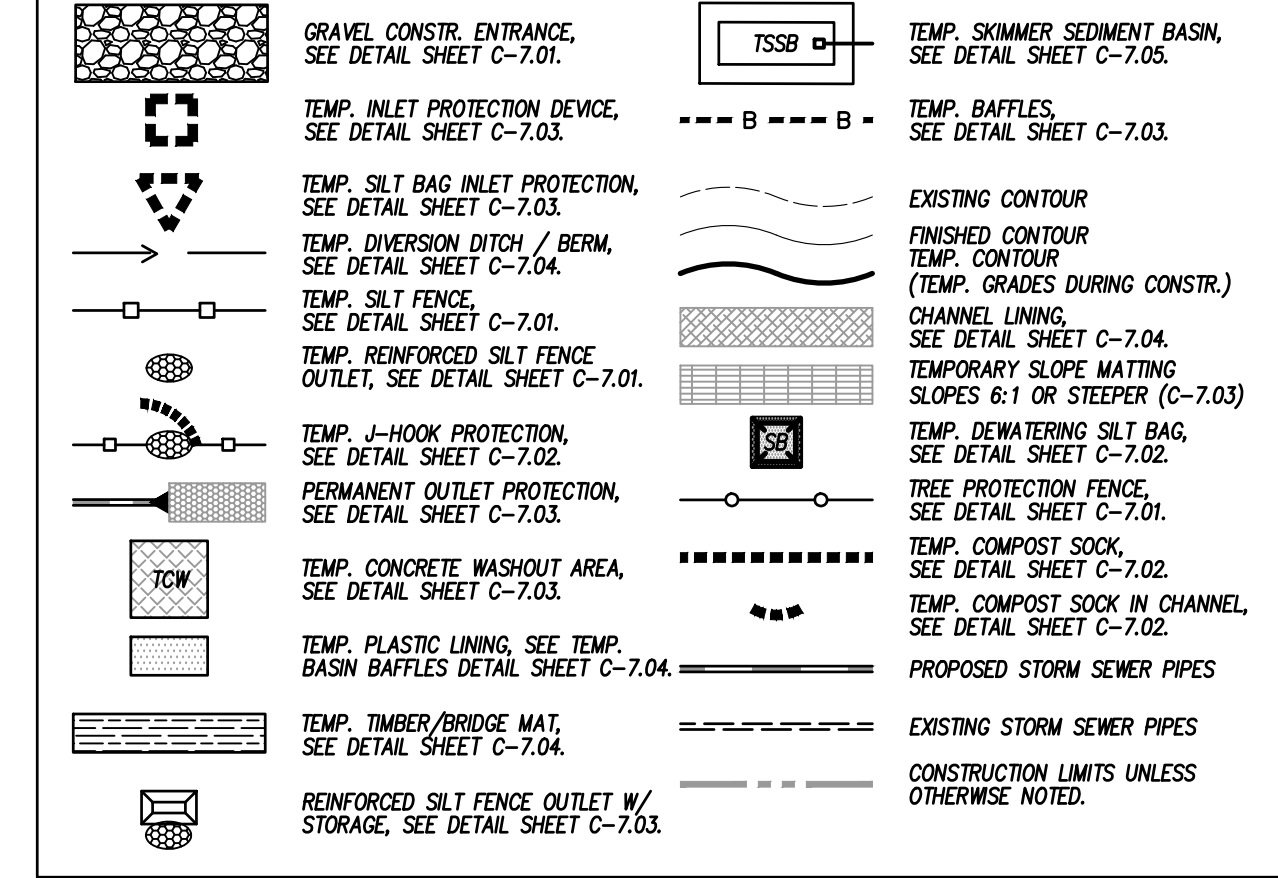 GRAVEL CONSTR. ENTRANCE,
SEE DETAIL SHEET C-7.01.
TEMP. INLET PROTECTION DEVICE,
SEE DETAIL SHEET C-7.03.
TEMP. SILT BAG INLET PROTECTION,
SEE DETAIL SHEET C-7.03.
TEMP. DIVERSION DITCH / BERM,
SEE DETAIL SHEET C-7.04.
TEMP. SILT FENCE,
SEE DETAIL SHEET C-7.01.
TEMP. REINFORCED SILT FENCE
OUTLET, SEE DETAIL SHEET C-7.01.
TEMP. J-HOOK PROTECTION,
SEE DETAIL SHEET C-7.02.
PERMANENT OUTLET PROTECTION,
SEE DETAIL SHEET C-7.03.
TCW
TEMP. CONCRETE WASHOUT AREA,
SEE DETAIL SHEET C-7.03.
TEMP. PLASTIC LINING, SEE TEMP.
BASIN BAFFLES DETAIL SHEET C-7.04.
TEMP. TIMBER/BRIDGE MAT,
SEE DETAIL SHEET C-7.04.
REINFORCED SILT FENCE OUTLET W/
STORAGE, SEE DETAIL SHEET C-7.03.
TSSB
TEMP. SKIMMER SEDIMENT BASIN,
SEE DETAIL SHEET C-7.05.
B B
TEMP. BAFFLES,
SEE DETAIL SHEET C-7.03.
EXISTING CONTOUR
FINISHED CONTOUR
TEMP. CONTOUR
(TEMP. GRADES DURING CONSTR.)
CHANNEL LINING,
SEE DETAIL SHEET C-7.04.
TEMPORARY SLOPE MATTING
SLOPES 6:1 OR STEEPER (C-7.03)
SB
TEMP. DEWATERING SILT BAG,
SEE DETAIL SHEET C-7.02.
TREE PROTECTION FENCE,
SEE DETAIL SHEET C-7.01.
TEMP. COMPOST SOCK,
SEE DETAIL SHEET C-7.02.
TEMP. COMPOST SOCK IN CHANNEL,
SEE DETAIL SHEET C-7.02.
PROPOSED STORM SEWER PIPES
EXISTING STORM SEWER PIPES
CONSTRUCTION LIMITS UNLESS
OTHERWISE NOTED.